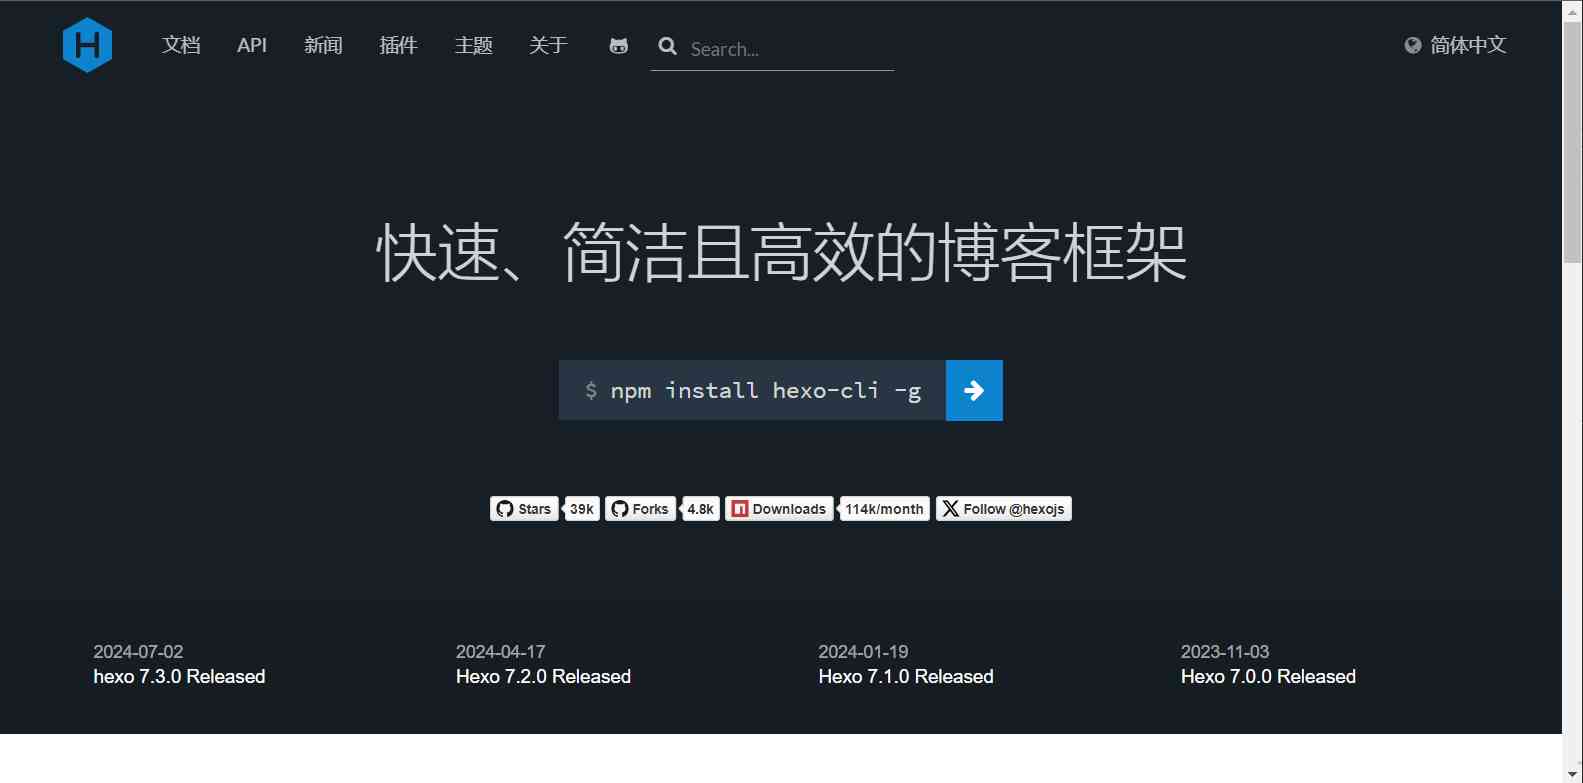 H 文档 API 新闻 插件 主题 关于 Search... 简体中文
快速、简洁且高效的博客框架
$ npm install hexo-cli -g
Stars 39k Forks 4.8k n Downloads 114k/month X Follow @hexojs
2024-07-02 2024-04-17 2024-01-19 2023-11-03
hexo 7.3.0 Released Hexo 7.2.0 Released Hexo 7.1.0 Released Hexo 7.0.0 Released